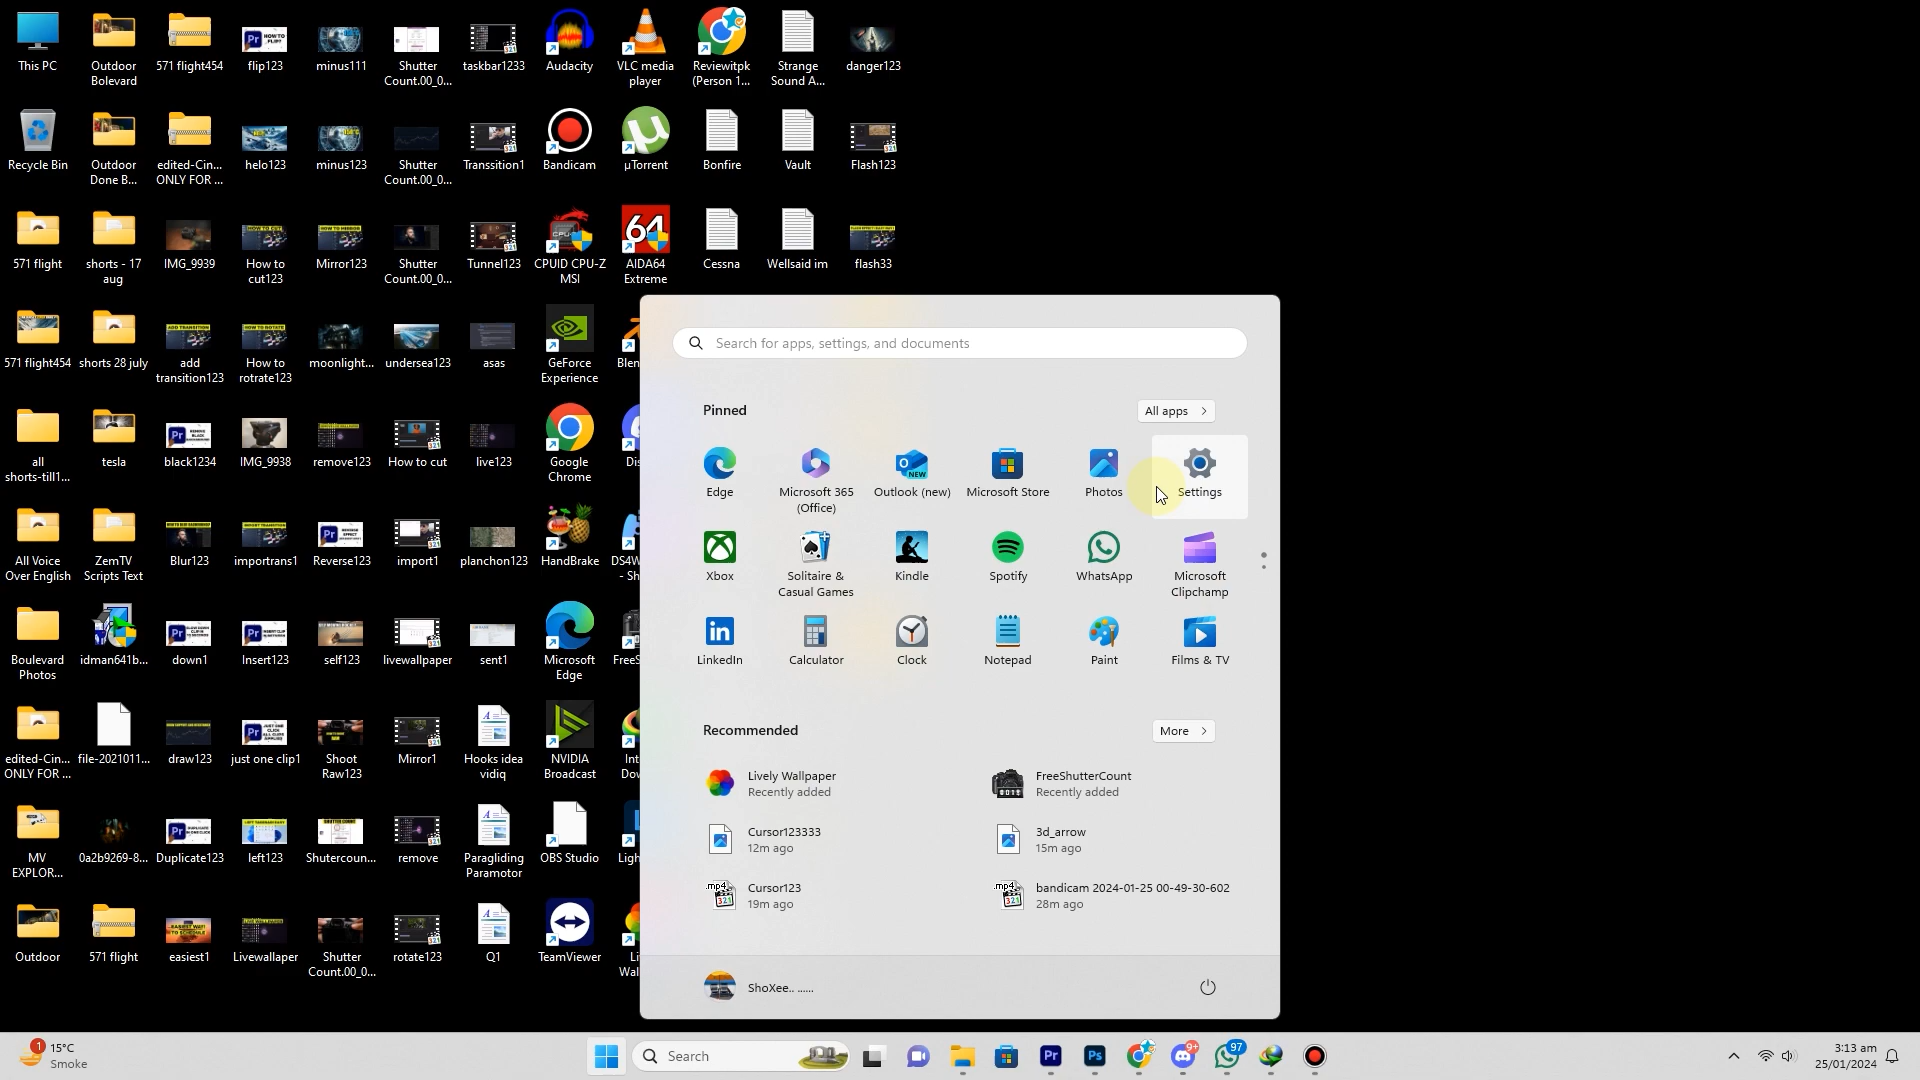 This PC
Outdoor
Bolevard
571 flight454
flip123
minus111
Shutter
Count.00_0...
taskbar1233
Audacity
VLC media
player
Reviewitpk
(Person 1...
Strange
Sound A...
danger123
Recycle Bin
Outdoor
Done B...
edited-Cin...
ONLY FOR ...
helo123
minus123
Shutter
Count.00_0...
Transsition1
Bandicam
µTorrent
Bonfire
Vault
Flash123
571 flight
shorts - 17
aug
IMG_9939
How to
cut123
Mirror123
Shutter
Count.00_0...
Tunnel123
CPUID CPU-Z
MSI
64
AIDA64
Extreme
Cessna
Wellsaid im
flash33
571 flight454
shorts 28 july
add
transition123
How to
rotrate123
moonlight...
undersea123
asas
GeForce
Experience
Blen
all
shorts-till1...
tesla
black1234
IMG_9938
remove123
How to cut
live123
Google
Chrome
Dis
All Voice
Over English
ZemTV
Scripts Text
Blur123
importrans1
Reverse123
import1
planchon123
HandBrake
DS4W
- Sh
Boulevard
Photos
idman641b...
down1
Insert123
self123
livewallpaper
sent1
Microsoft
Edge
FreeS
edited-Cin...
ONLY FOR ...
file-2021011...
draw123
just one clip1
Shoot
Raw123
Mirror1
Hooks idea
vidiq
NVIDIA
Broadcast
Int
Dow
MV
EXPLOR...
0a2b9269-8...
Duplicate123
left123
Shutercoun...
remove
Paragliding
Paramotor
OBS Studio
Ligh
Outdoor
571 flight
easiest1
Livewallaper
Shutter
Count.00_0...
rotate123
Q1
TeamViewer
Li
Wal
Search for apps, settings, and documents
Pinned
All apps
Edge
Microsoft 365
(Office)
Outlook (new)
Microsoft Store
Photos
Settings
Xbox
Solitaire &
Casual Games
Kindle
Spotify
WhatsApp
Microsoft
Clipchamp
LinkedIn
Calculator
Clock
Notepad
Paint
Films & TV
Recommended
More
Lively Wallpaper
Recently added
FreeShutterCount
Recently added
Cursor123333
12m ago
3d_arrow
15m ago
Cursor123
19m ago
bandicam 2024-01-25 00-49-30-602
28m ago
ShoXee.. ......
1
15°C
Smoke
Search
Pr
Ps
9+
97
3:13 am
25/01/2024